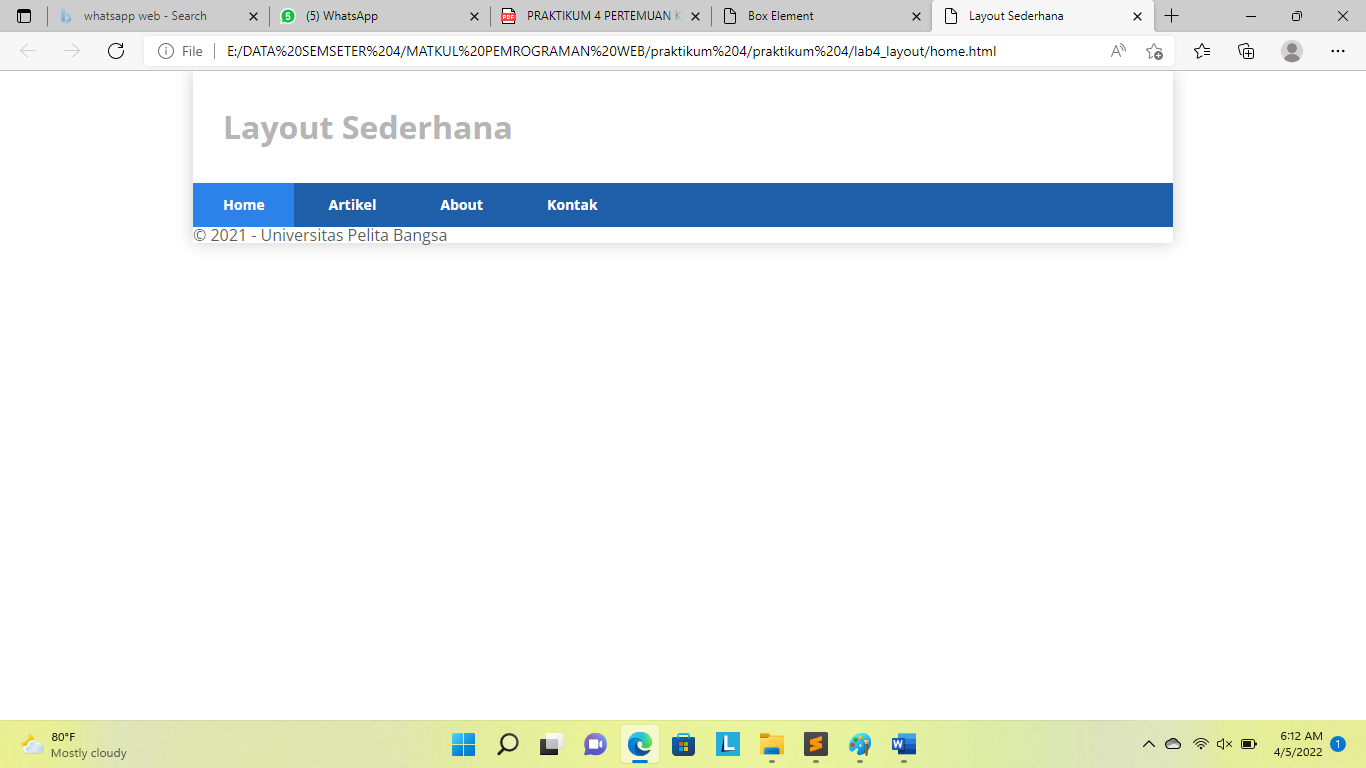 whatsapp web - Search
(5) WhatsApp
PRAKTIKUM 4 PERTEMUAN K
Box Element
Layout Sederhana
File
E:/DATA%20SEMSETER%204/MATKUL%20PEMROGRAMAN%20WEB/praktikum%204/praktikum%204/lab4_layout/home.html
Layout Sederhana
Home Artikel About Kontak
© 2021 - Universitas Pelita Bangsa
80°F
Mostly cloudy
6:12 AM
4/5/2022
1